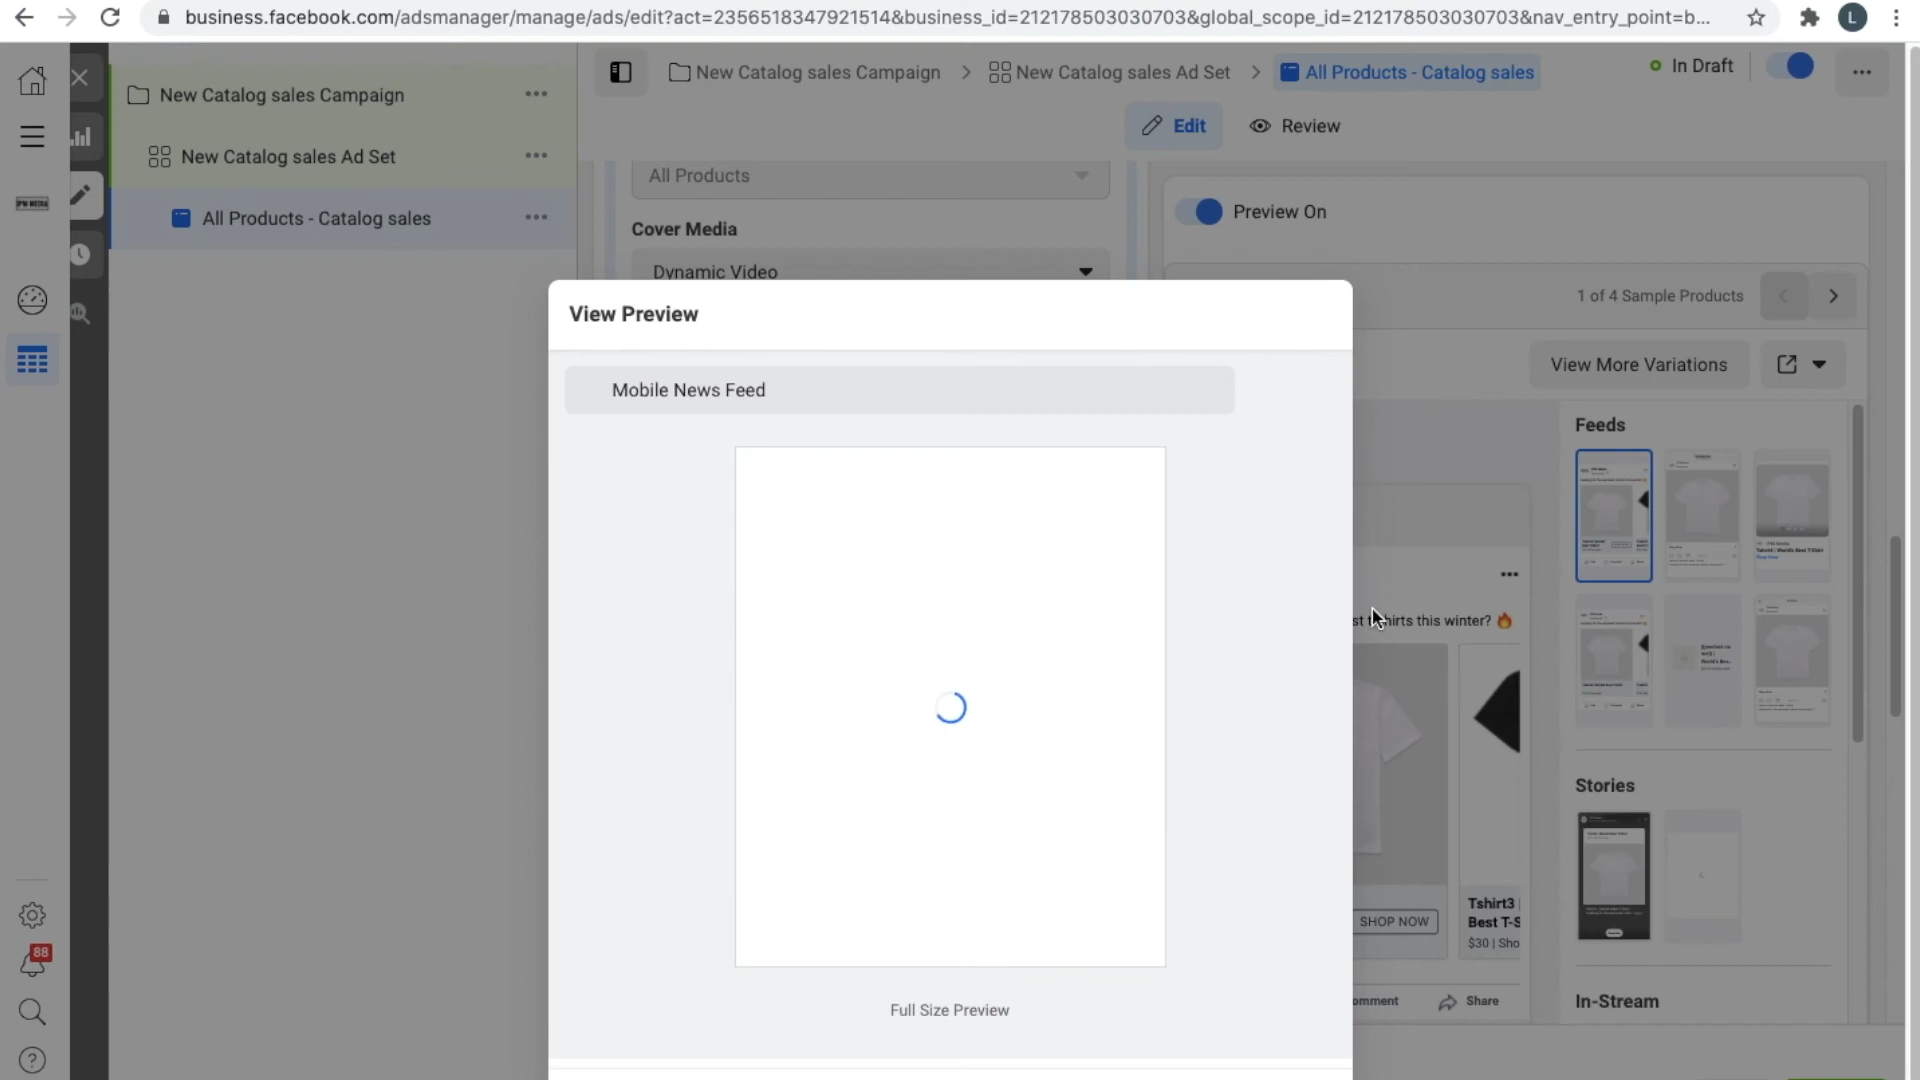 business.facebook.com/adsmanager/manage/ads/edit?act=2356518347921514&business_id=212178503030703&global_scope_id=212178503030703&nav_entry_point=b...
L
New Catalog sales Campaign
New Catalog sales Ad Set
All Products - Catalog sales
New Catalog sales Campaign
New Catalog sales Ad Set
All Products - Catalog sales
In Draft
Edit
Review
JPM MEDIA
All Products
Cover Media
Dynamic Video
Preview On
1 of 4 Sample Products
View More Variations
View Preview
Mobile News Feed
Full Size Preview
st t-shirts this winter? 🔥
SHOP NOW
Tshirt3 |
Best T-S
$30 | Sho
omment
Share
Feeds
Stories
In-Stream
88